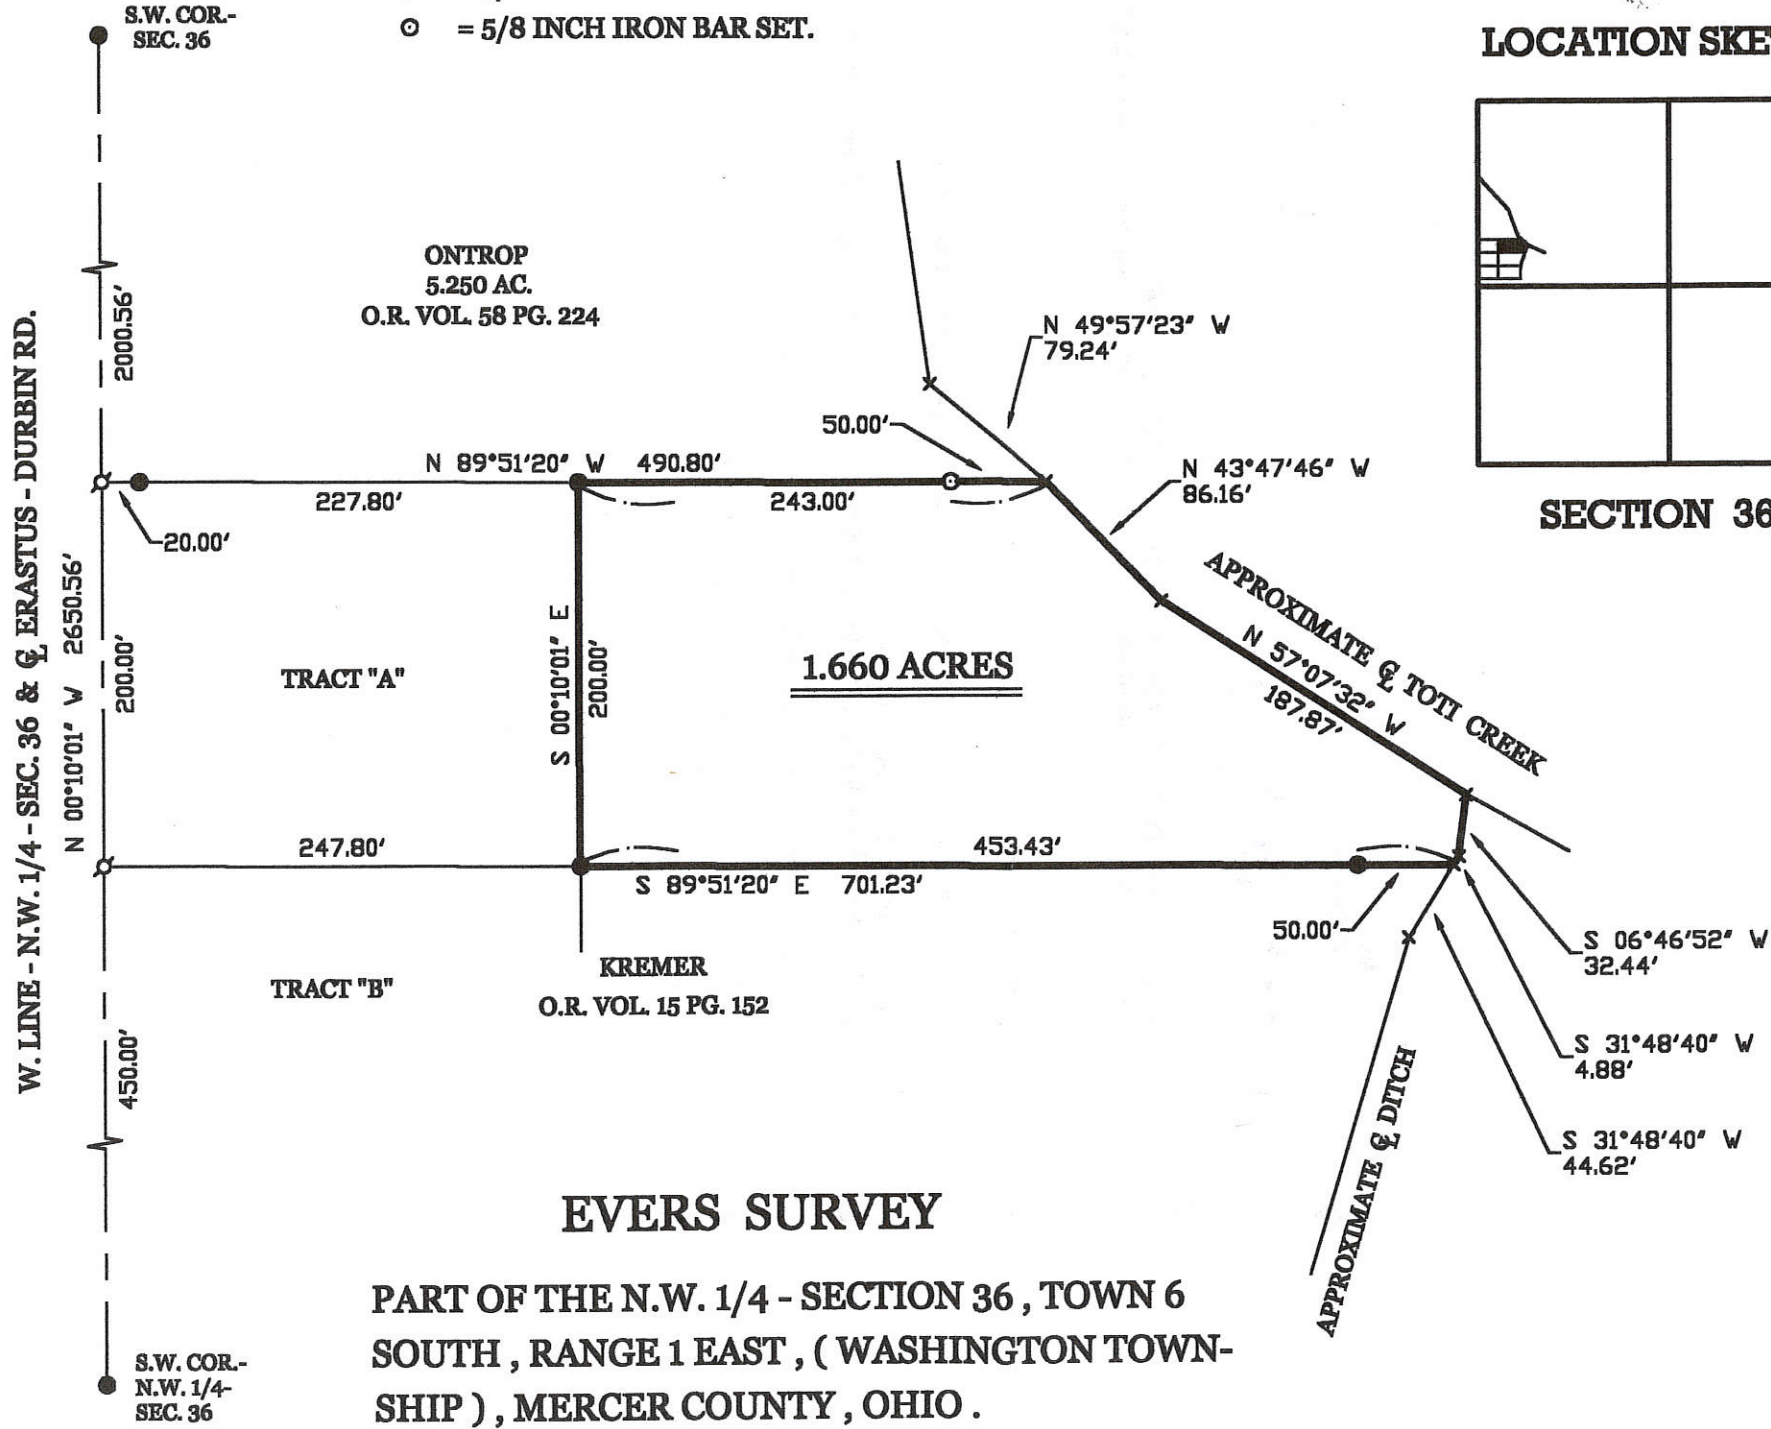 S.W. COR.-
SEC. 36
= 5/8 INCH IRON BAR SET.
LOCATION SKE
SECTION 36
ONTROP
5.250 AC.
O.R. VOL. 58 PG. 224
W. LINE - N.W. 1/4 - SEC. 36 & ℄ ERASTUS - DURBIN RD.
N 00°10'01" W 2650.56'
2000.56'
200.00'
450.00'
N 49°57'23" W
79.24'
50.00'
N 89°51'20" W 490.80'
227.80'
243.00'
20.00'
N 43°47'46" W
86.16'
APPROXIMATE ℄ TOTI CREEK
N 57°07'32" W
187.87'
TRACT "A"
S 00°10'01" E
200.00'
1.660 ACRES
247.80'
453.43'
S 89°51'20" E 701.23'
50.00'
S 06°46'52" W
32.44'
S 31°48'40" W
4.88'
S 31°48'40" W
44.62'
TRACT "B"
KREMER
O.R. VOL. 15 PG. 152
APPROXIMATE ℄ DITCH
EVERS SURVEY
PART OF THE N.W. 1/4 - SECTION 36 , TOWN 6
SOUTH , RANGE 1 EAST , ( WASHINGTON TOWN-
SHIP ) , MERCER COUNTY , OHIO .
S.W. COR.-
N.W. 1/4-
SEC. 36